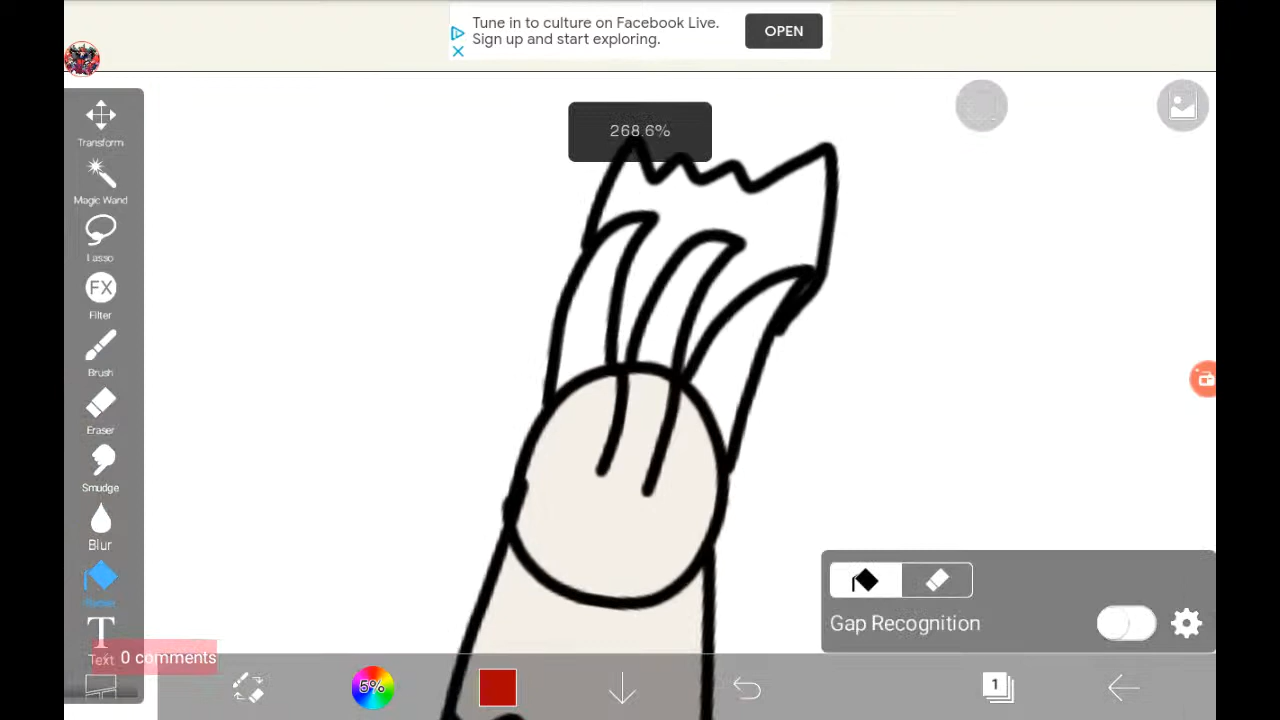 Tune in to culture on Facebook Live.
Sign up and start exploring.
OPEN
268.6%
Transform
Magic Wand
Lasso
FX
Filter
Brush
Eraser
Smudge
Blur
T
Text
0 comments
Gap Recognition
5%
1